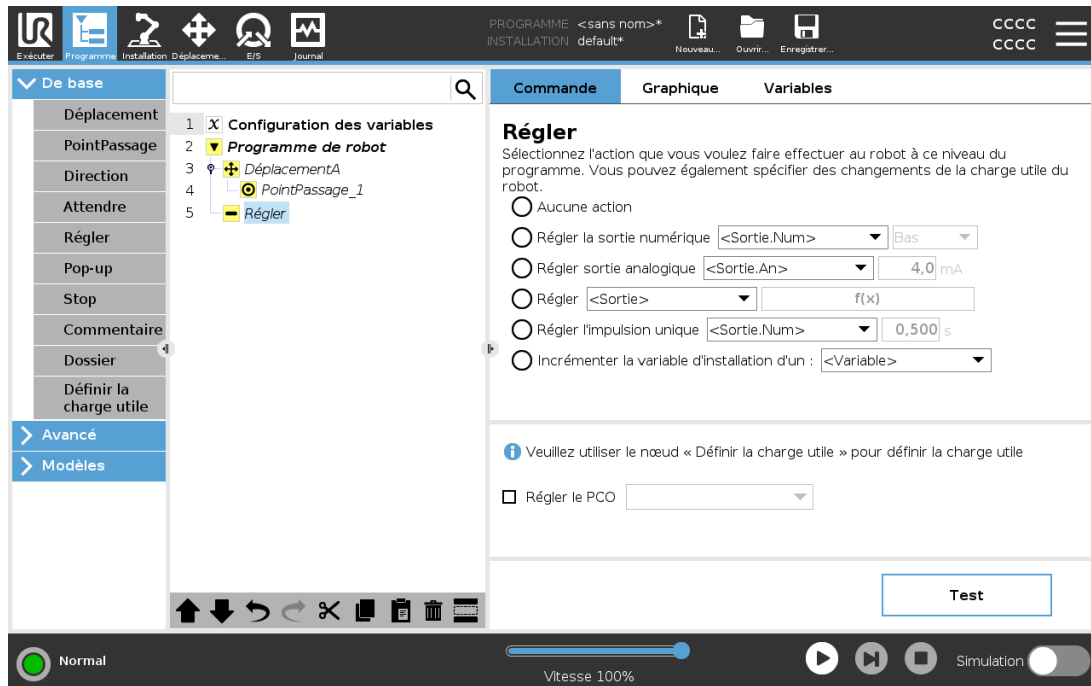 PROGRAMME <sans nom>*
INSTALLATION default*
Exécuter Programme Installation Déplaceme... E/S Journal
Nouveau... Ouvrir... Enregistrer...
CCCC
CCCC
De base
Déplacement
PointPassage
Direction
Attendre
Régler
Pop-up
Stop
Commentaire
Dossier
Définir la
charge utile
Avancé
Modèles
1 X Configuration des variables
2 Programme de robot
3 DéplacementA
4 PointPassage_1
5 Régler
Commande Graphique Variables
Régler
Sélectionnez l'action que vous voulez faire effectuer au robot à ce niveau du
programme. Vous pouvez également spécifier des changements de la charge utile du
robot.
Aucune action
Régler la sortie numérique <Sortie.Num> Bas
Régler sortie analogique <Sortie.An> 4,0 mA
Régler <Sortie> f(x)
Régler l'impulsion unique <Sortie.Num> 0,500 s
Incrémenter la variable d'installation d'un : <Variable>
Veuillez utiliser le nœud « Définir la charge utile » pour définir la charge utile
Régler le PCO
Test
Normal
Vitesse 100%
Simulation